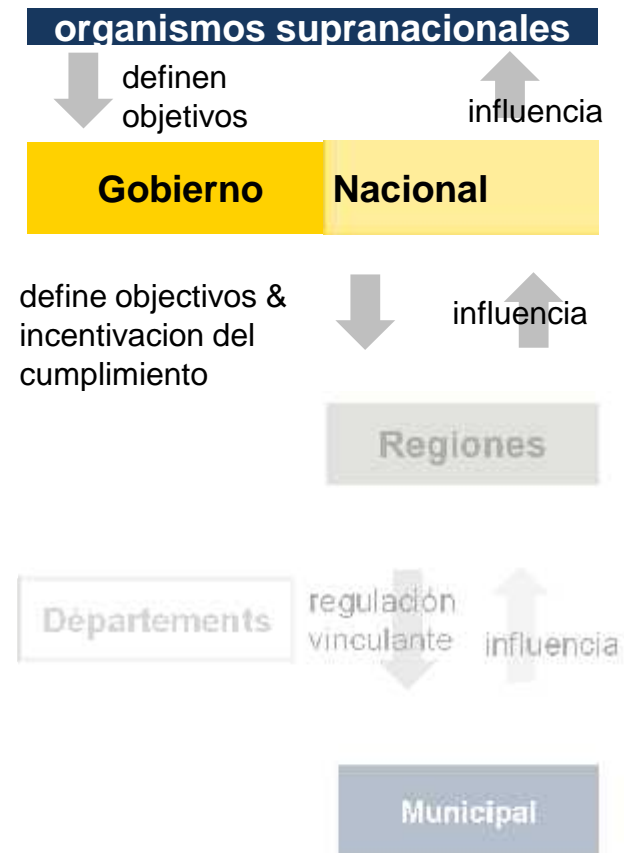 organismos supranacionales
definen
objetivos
influencia
Gobierno Nacional
define objectivos &
incentivacion del
cumplimiento
influencia
Regiones
Départements
regulación
vinculante
influencia
Municipal